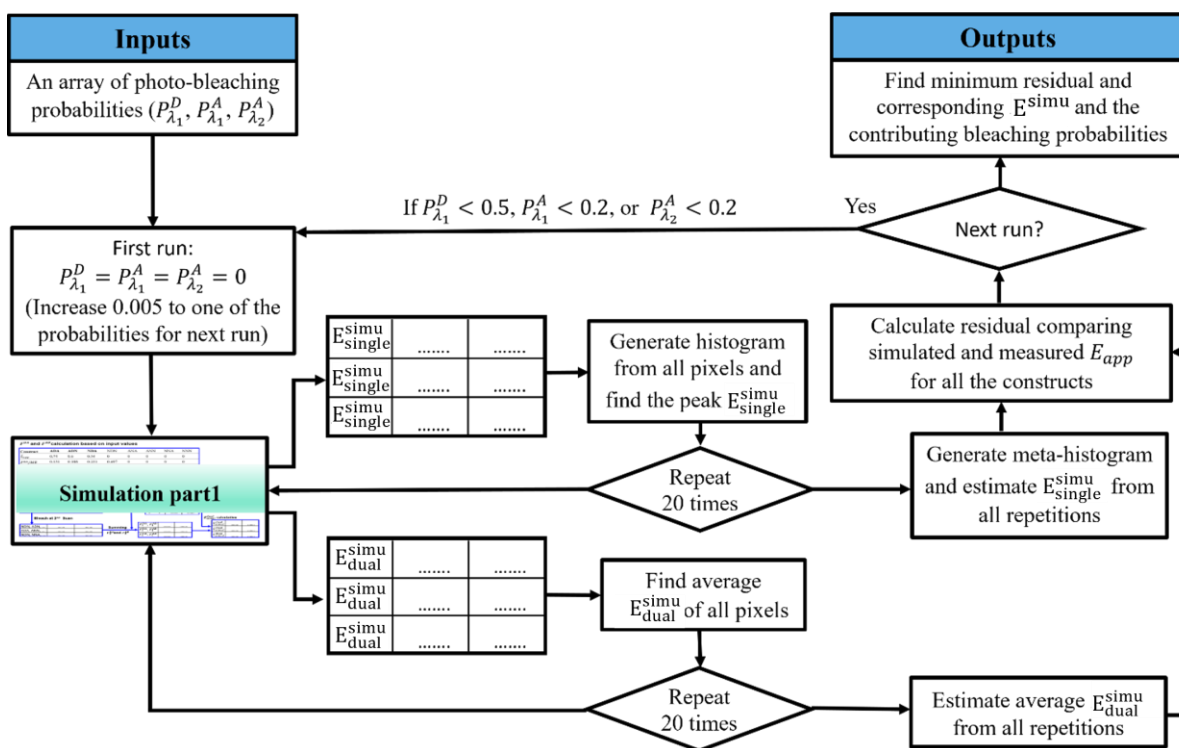 Inputs
An array of photo-bleaching
probabilities (P^D_λ₁, P^A_λ₁, P^A_λ₂)
Outputs
Find minimum residual and
corresponding E^simu and the
contributing bleaching probabilities
If P^D_λ₁ < 0.5, P^A_λ₁ < 0.2, or P^A_λ₂ < 0.2
Yes
Next run?
First run:
P^D_λ₁ = P^A_λ₁ = P^A_λ₂ = 0
(Increase 0.005 to one of the
probabilities for next run)
E^simu_single ....... .......
E^simu_single ....... .......
E^simu_single ....... .......
Generate histogram
from all pixels and
find the peak E^simu_single
Calculate residual comparing
simulated and measured E_app
for all the constructs
Simulation part1
Repeat
20 times
Generate meta-histogram
and estimate E^simu_single from
all repetitions
E^simu_dual ....... .......
E^simu_dual ....... .......
E^simu_dual ....... .......
Find average
E^simu_dual of all pixels
Repeat
20 times
Estimate average E^simu_dual
from all repetitions